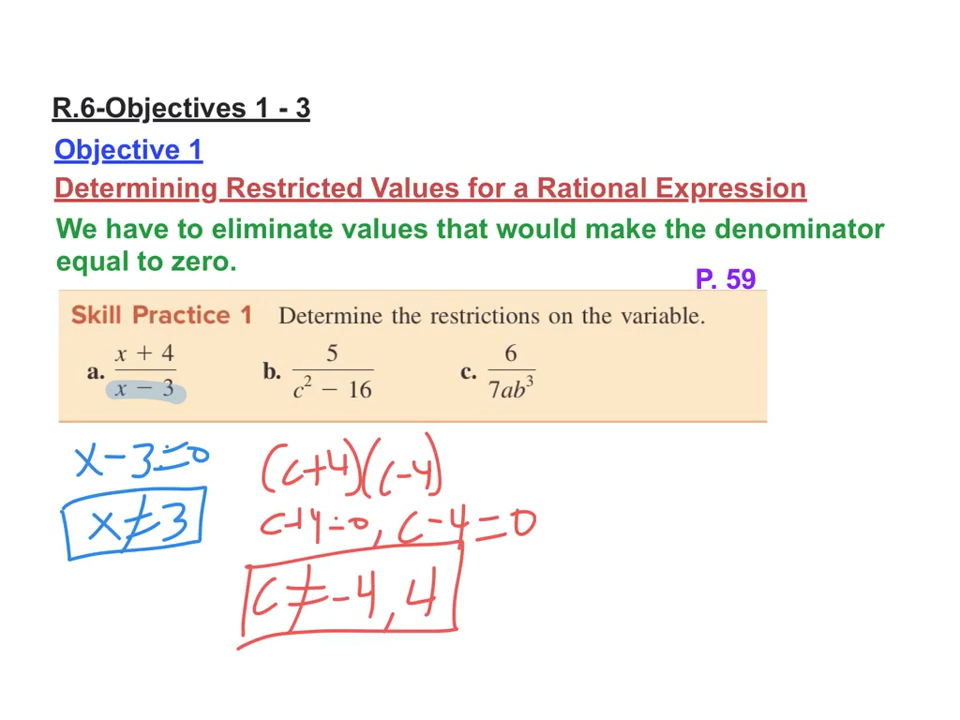 R.6-Objectives 1 - 3
Objective 1
Determining Restricted Values for a Rational Expression
We have to eliminate values that would make the denominator
equal to zero.
P. 59
Skill Practice 1 Determine the restrictions on the variable.
a. (x + 4)/(x − 3) b. 5/(c² − 16) c. 6/(7ab³)
x-3=0 (c+4)(c-4)
x≠3 c+4=0, c-4=0
c≠-4, 4